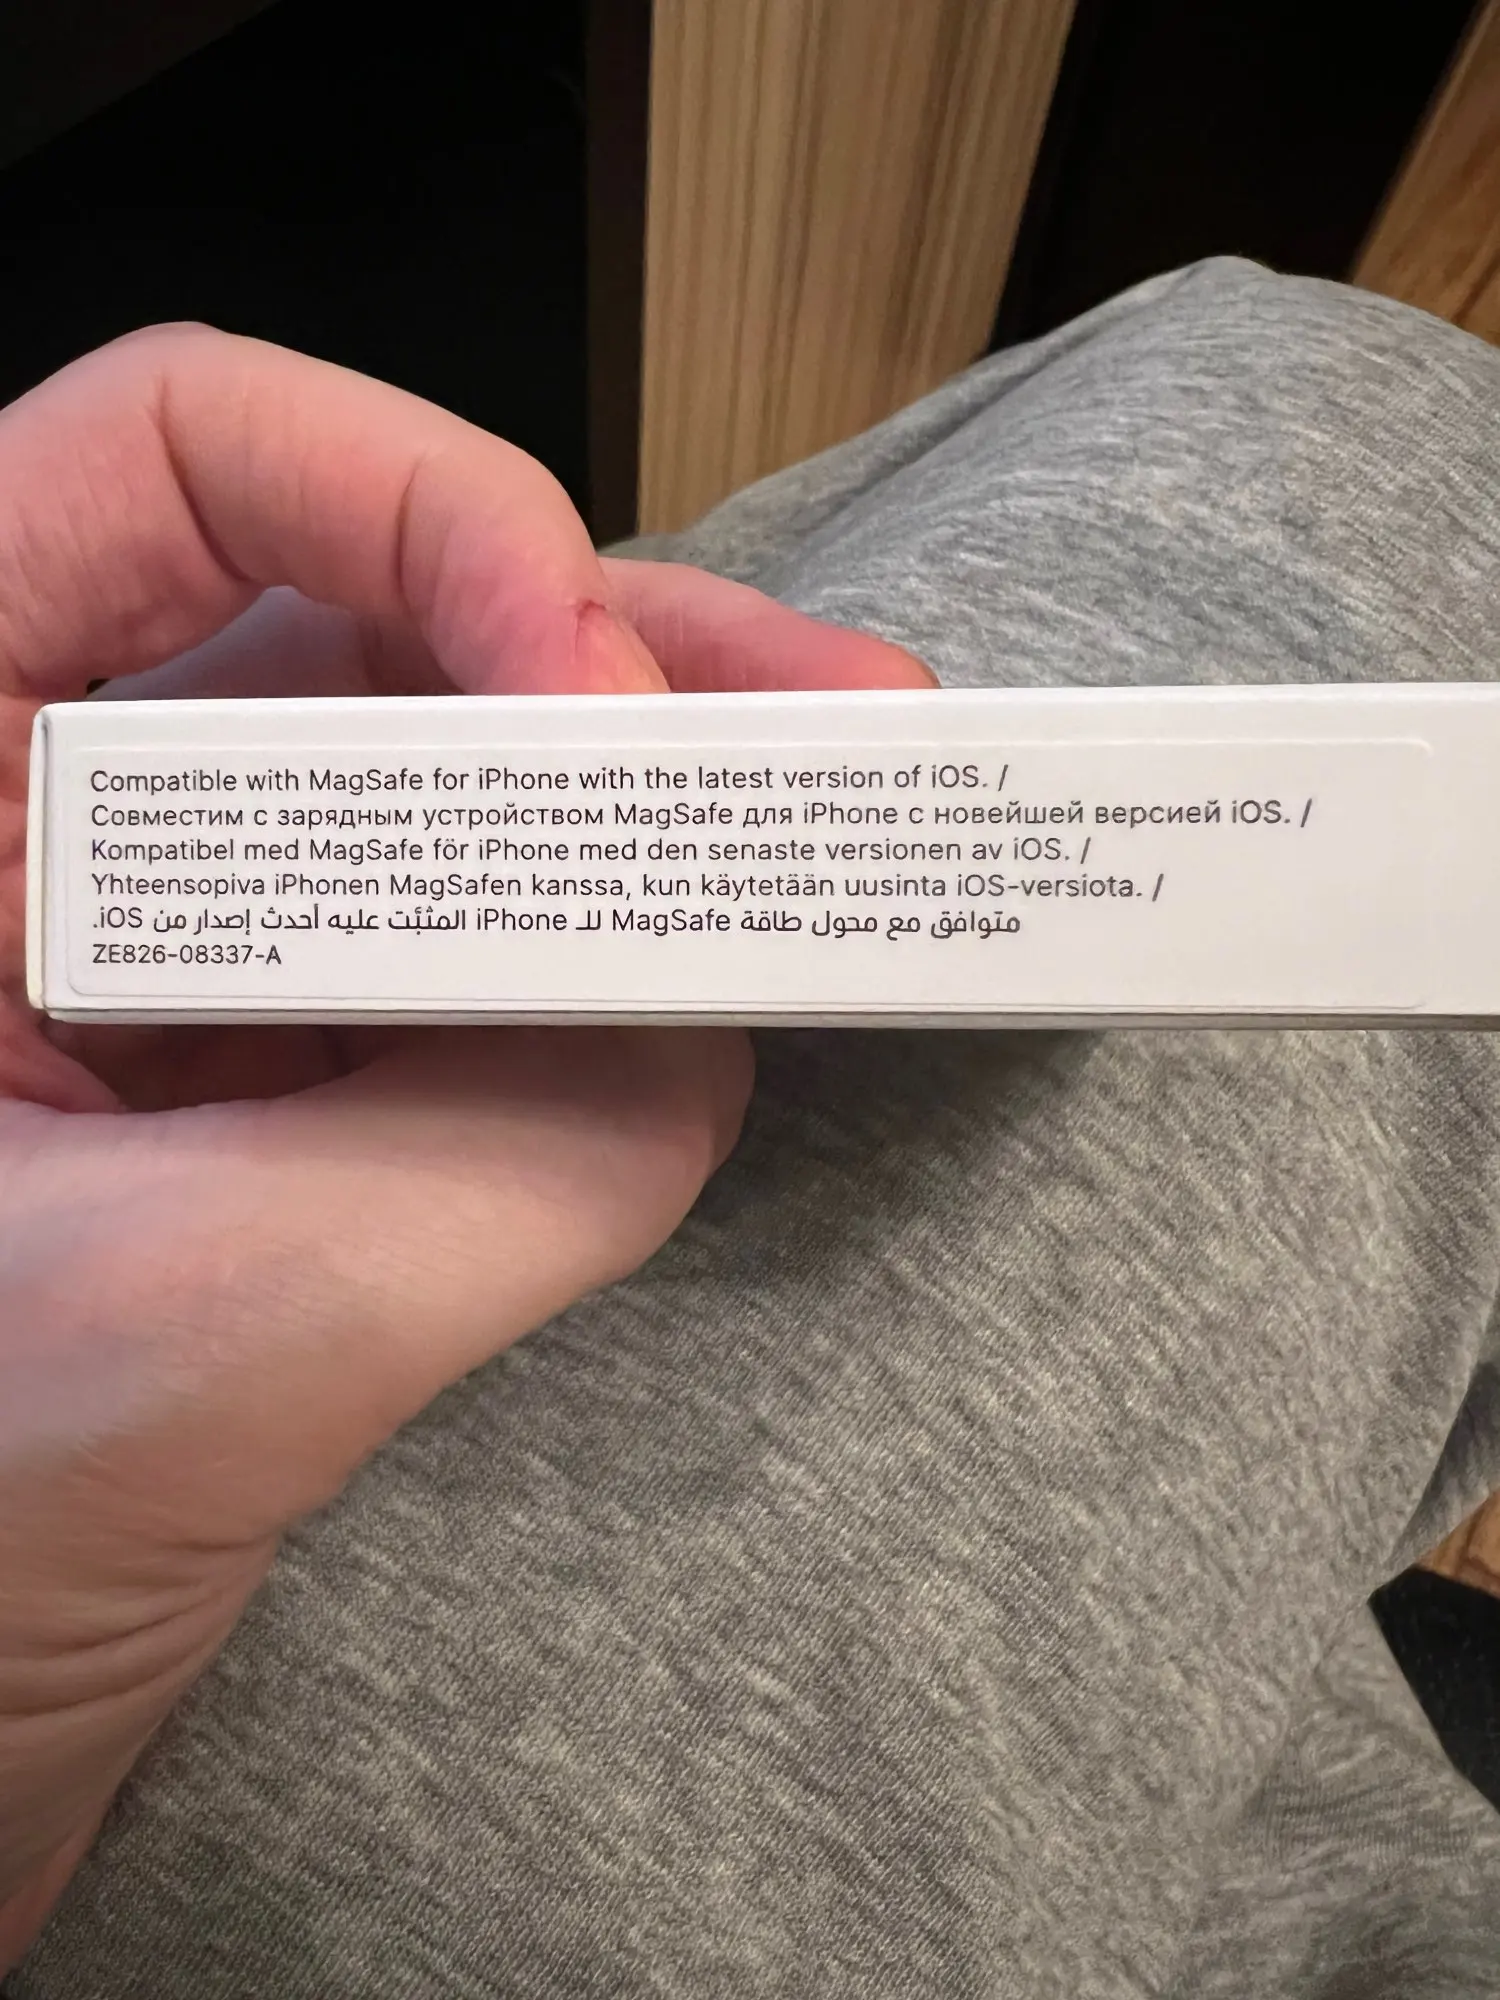 Compatible with MagSafe for iPhone with the latest version of iOS. /
Совместим с зарядным устройством MagSafe для iPhone с новейшей версией iOS. /
Kompatibel med MagSafe för iPhone med den senaste versionen av iOS. /
Yhteensopiva iPhonen MagSafen kanssa, kun käytetään uusinta iOS-versiota. /
متوافق مع محول طاقة MagSafe للـ iPhone المثبَّت عليه أحدث إصدار من iOS.
ZE826-08337-A